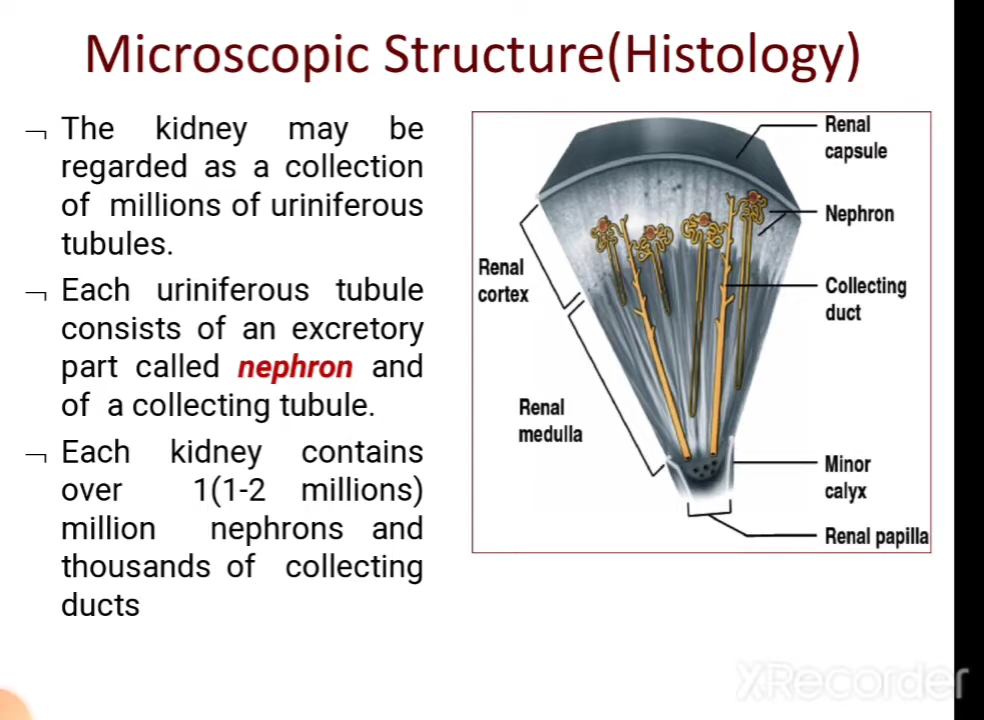 Microscopic Structure(Histology)
¬ The kidney may be
regarded as a collection
of millions of uriniferous
tubules.
¬ Each uriniferous tubule
consists of an excretory
part called nephron and
of a collecting tubule.
¬ Each kidney contains
over 1(1-2 millions)
million nephrons and
thousands of collecting
ducts
Renal
capsule
Nephron
Renal
cortex
Collecting
duct
Renal
medulla
Minor
calyx
Renal papilla
XRecorder